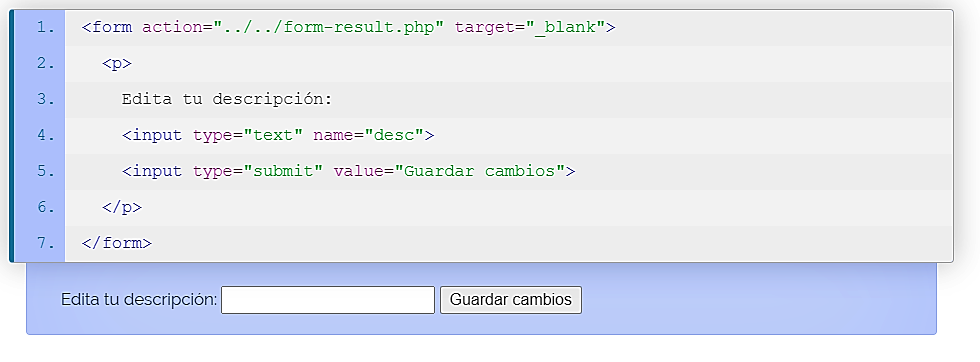 1. <form action="../../form-result.php" target="_blank">
2. <p>
3. Edita tu descripción:
4. <input type="text" name="desc">
5. <input type="submit" value="Guardar cambios">
6. </p>
7. </form>
Edita tu descripción: Guardar cambios